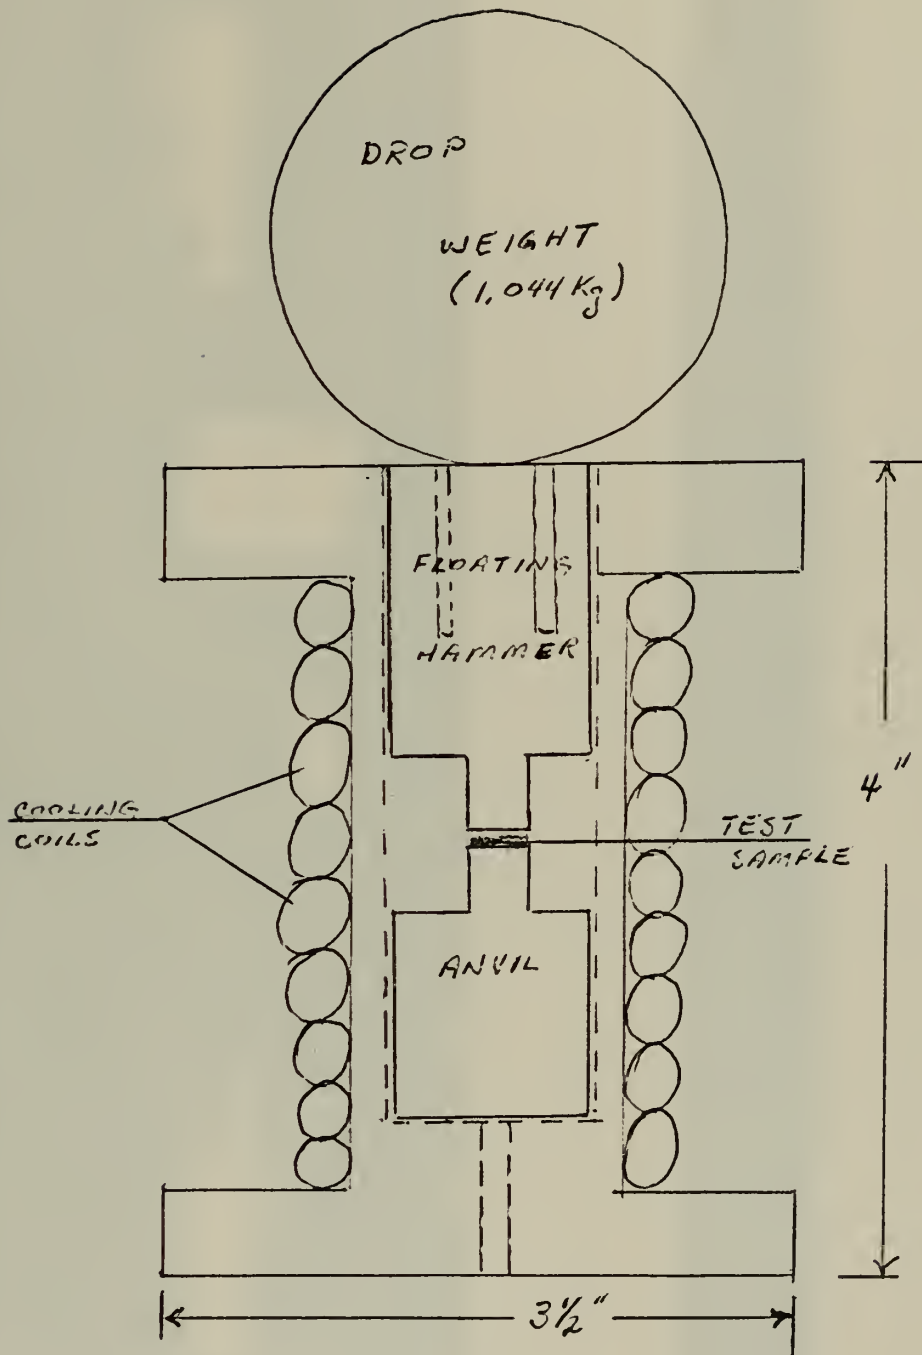 DROP
WEIGHT
(1.044 Kg)
FLOATING
HAMMER
4"
COOLING
COILS
TEST
SAMPLE
ANVIL
3½"